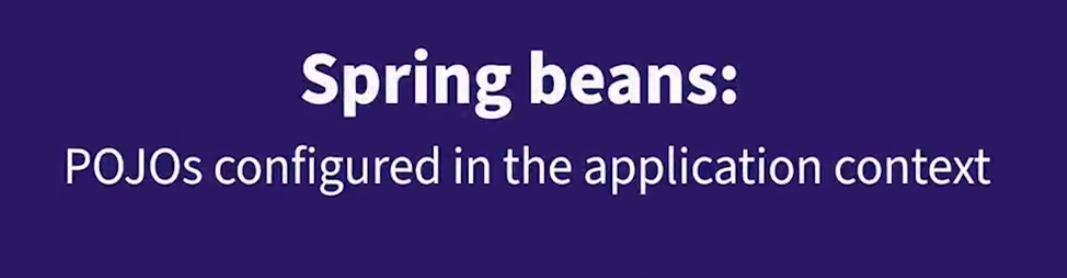 Spring beans:
POJOs configured in the application context